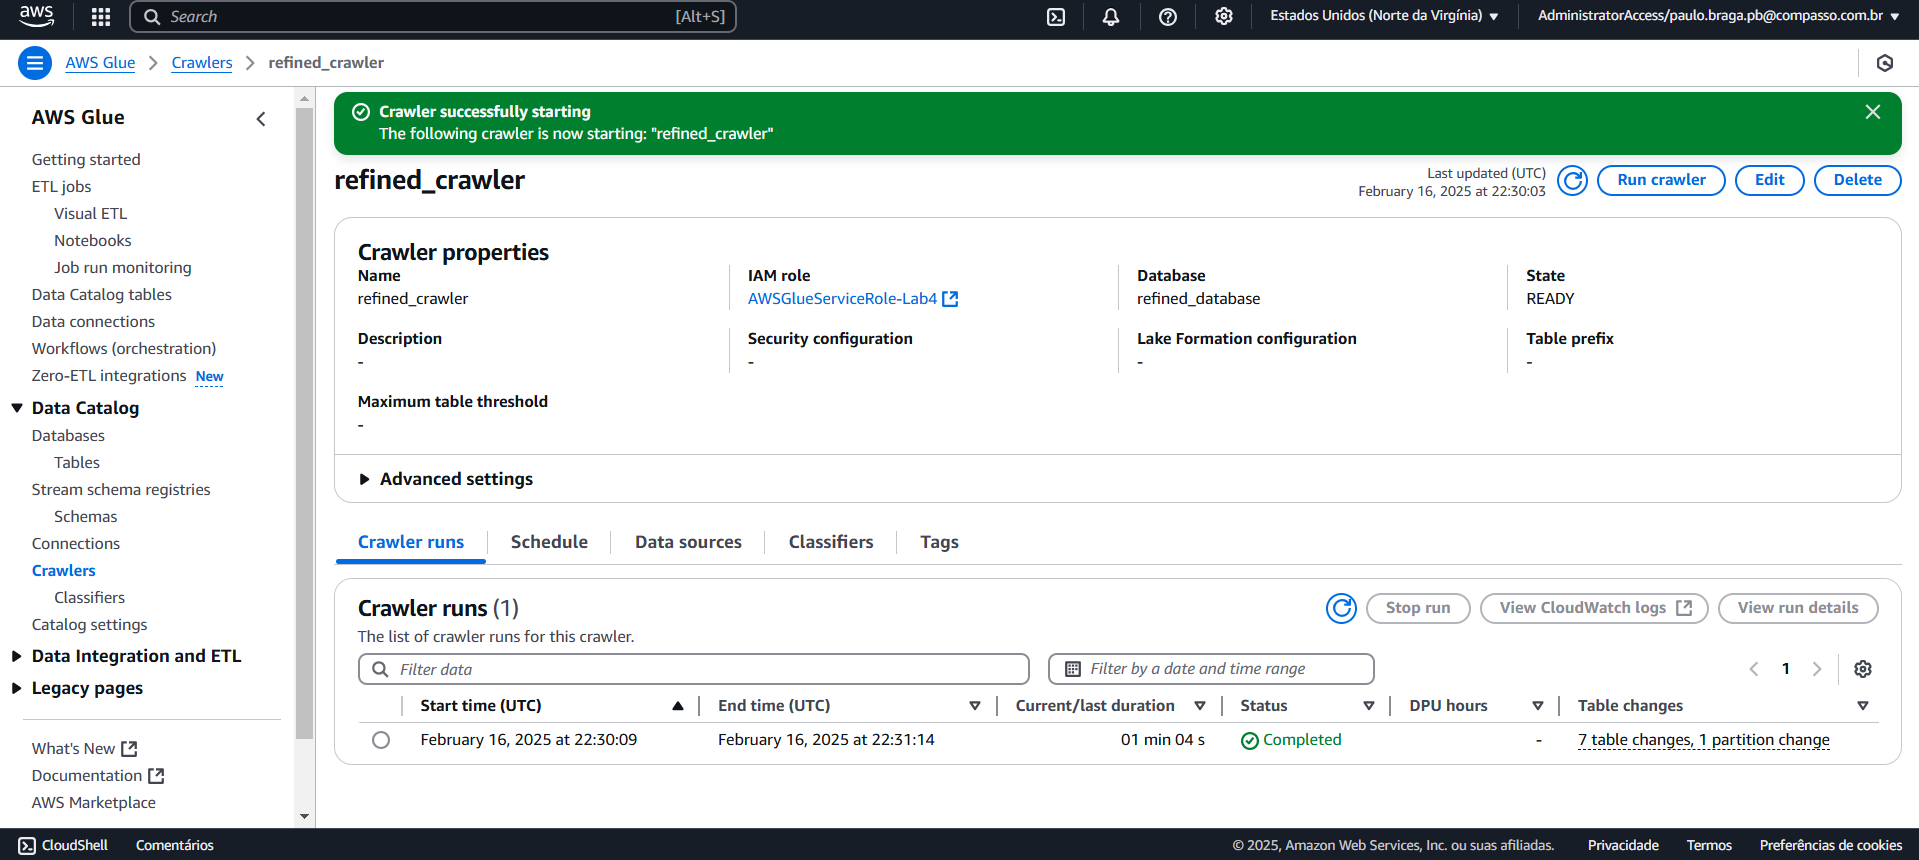 aws
Search [Alt+S]
Estados Unidos (Norte da Virgínia)
AdministratorAccess/paulo.braga.pb@compasso.com.br
AWS Glue
Crawlers
refined_crawler
AWS Glue
Getting started
ETL jobs
Visual ETL
Notebooks
Job run monitoring
Data Catalog tables
Data connections
Workflows (orchestration)
Zero-ETL integrations New
Data Catalog
Databases
Tables
Stream schema registries
Schemas
Connections
Crawlers
Classifiers
Catalog settings
Data Integration and ETL
Legacy pages
What's New
Documentation
AWS Marketplace
Crawler successfully starting
The following crawler is now starting: "refined_crawler"
refined_crawler
Last updated (UTC)
February 16, 2025 at 22:30:03
Run crawler
Edit
Delete
Crawler properties
Name
refined_crawler
IAM role
AWSGlueServiceRole-Lab4
Database
refined_database
State
READY
Description
-
Security configuration
-
Lake Formation configuration
-
Table prefix
-
Maximum table threshold
-
Advanced settings
Crawler runs
Schedule
Data sources
Classifiers
Tags
Crawler runs (1)
The list of crawler runs for this crawler.
Stop run
View CloudWatch logs
View run details
Filter data
Filter by a date and time range
1
Start time (UTC)
End time (UTC)
Current/last duration
Status
DPU hours
Table changes
February 16, 2025 at 22:30:09
February 16, 2025 at 22:31:14
01 min 04 s
Completed
-
7 table changes, 1 partition change
CloudShell
Comentários
© 2025, Amazon Web Services, Inc. ou suas afiliadas.
Privacidade
Termos
Preferências de cookies